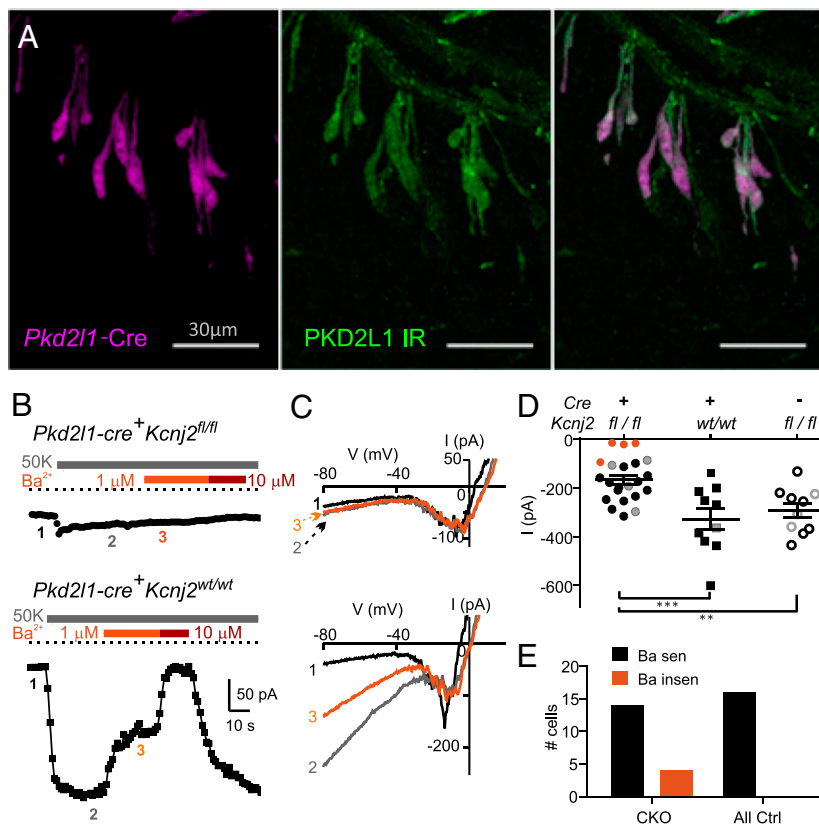 A
Pkd2l1-Cre
30µm
PKD2L1 IR
B
Pkd2l1-cre+Kcnj2fl/fl
50K
Ba2+
1 µM
10 µM
1
2
3
Pkd2l1-cre+Kcnj2wt/wt
50K
Ba2+
1 µM
10 µM
1
2
3
50 pA
10 s
C
V (mV)
I (pA)
-80
-40
50
0
-100
1
3
2
V (mV)
I (pA)
-80
-40
0
-200
1
3
2
D
Cre + + -
Kcnj2 fl / fl wt/wt fl / fl
I (pA)
0
-200
-400
-600
***
**
E
Ba sen
Ba insen
# cells
20
15
10
5
0
CKO
All Ctrl